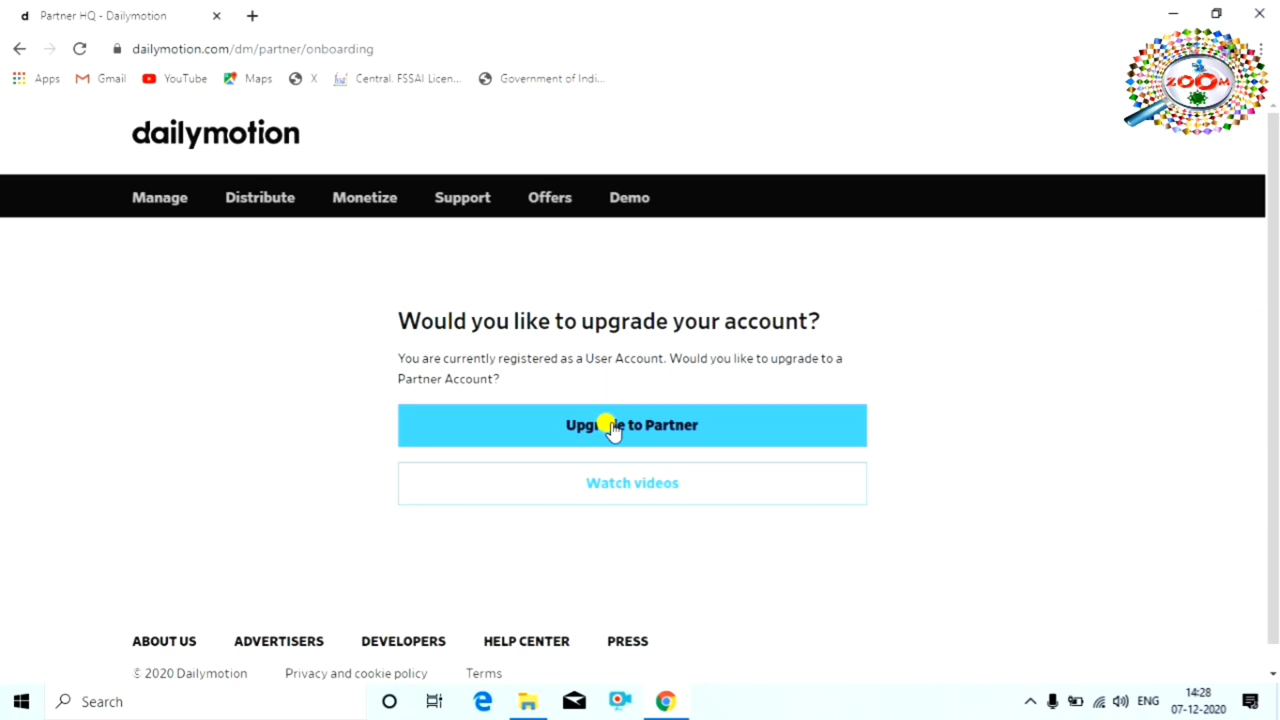 Partner HQ - Dailymotion
dailymotion.com/dm/partner/onboarding
Apps Gmail YouTube Maps X Central. FSSAI Licen... Government of Indi...
ZOOM
dailymotion
Manage Distribute Monetize Support Offers Demo
Would you like to upgrade your account?
You are currently registered as a User Account. Would you like to upgrade to a
Partner Account?
Upgrade to Partner
Watch videos
ABOUT US ADVERTISERS DEVELOPERS HELP CENTER PRESS
© 2020 Dailymotion Privacy and cookie policy Terms
Search
ENG
14:28
07-12-2020